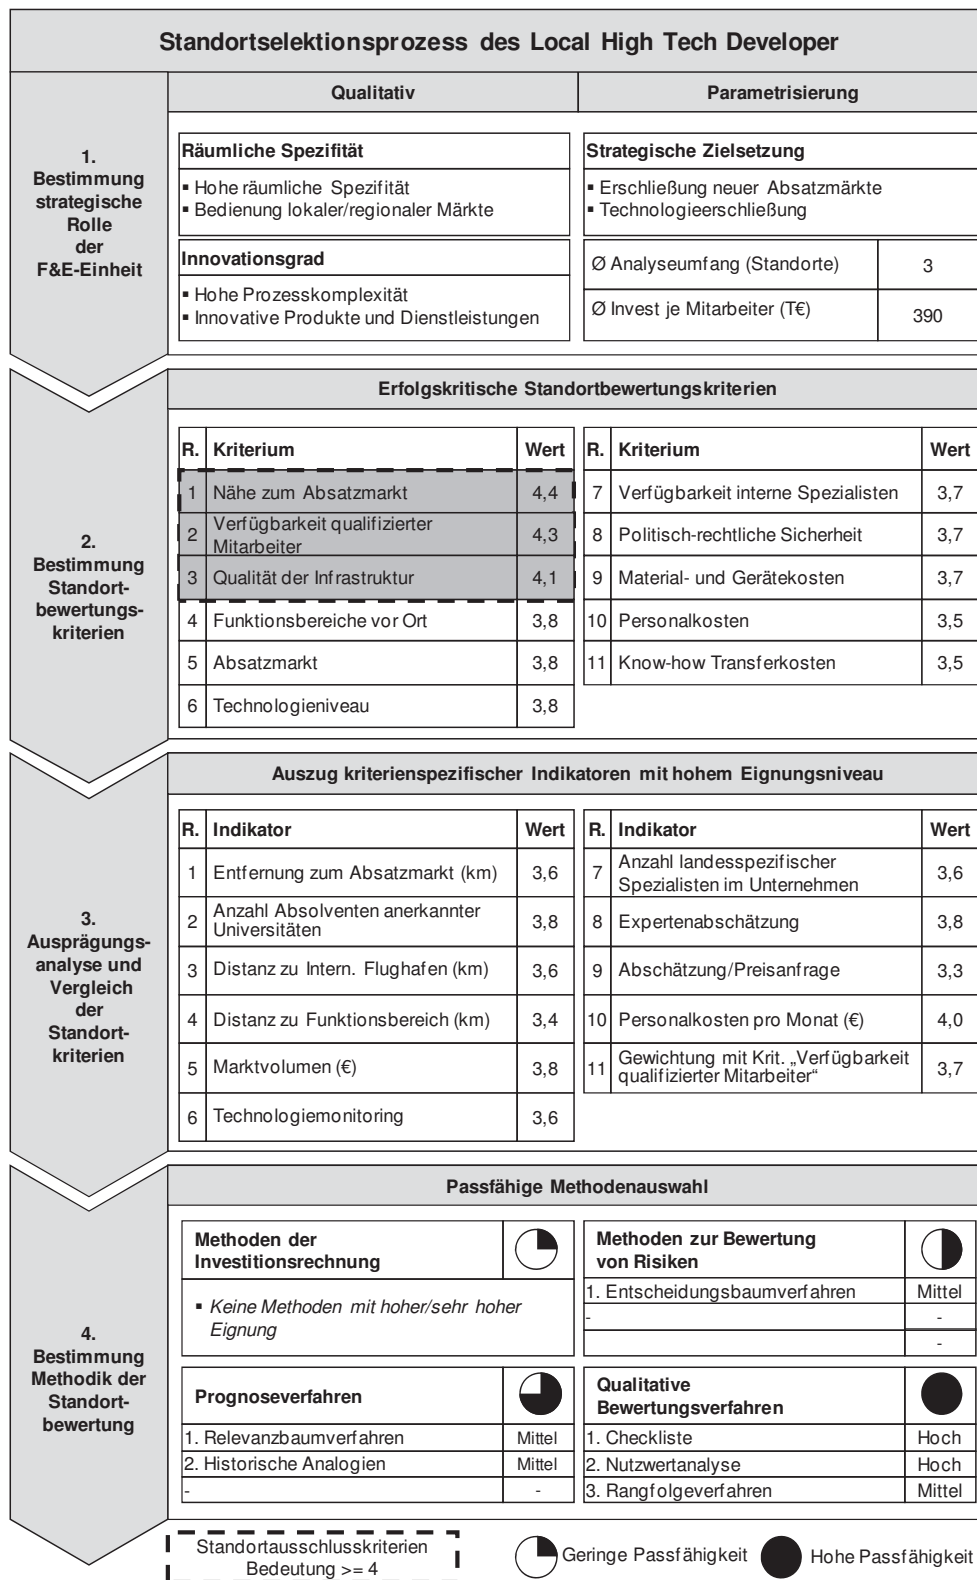 Standortselektionsprozess des Local High Tech Developer
Qualitativ
Parametrisierung
1.
Bestimmung
strategische
Rolle
der
F&E-Einheit
Räumliche Spezifität
▪ Hohe räumliche Spezifität
▪ Bedienung lokaler/regionaler Märkte
Strategische Zielsetzung
▪ Erschließung neuer Absatzmärkte
▪ Technologieerschließung
Innovationsgrad
▪ Hohe Prozesskomplexität
▪ Innovative Produkte und Dienstleistungen
Ø Analyseumfang (Standorte) 3
Ø Invest je Mitarbeiter (T€) 390
2.
Bestimmung
Standort-
bewertungs-
kriterien
Erfolgskritische Standortbewertungskriterien
R. Kriterium Wert
1 Nähe zum Absatzmarkt 4,4
2 Verfügbarkeit qualifizierter
Mitarbeiter 4,3
3 Qualität der Infrastruktur 4,1
4 Funktionsbereiche vor Ort 3,8
5 Absatzmarkt 3,8
6 Technologieniveau 3,8
R. Kriterium Wert
7 Verfügbarkeit interne Spezialisten 3,7
8 Politisch-rechtliche Sicherheit 3,7
9 Material- und Gerätekosten 3,7
10 Personalkosten 3,5
11 Know-how Transferkosten 3,5
3.
Ausprägungs-
analyse und
Vergleich
der
Standort-
kriterien
Auszug kriterienspezifischer Indikatoren mit hohem Eignungsniveau
R. Indikator Wert
1 Entfernung zum Absatzmarkt (km) 3,6
2 Anzahl Absolventen anerkannter
Universitäten 3,8
3 Distanz zu Intern. Flughafen (km) 3,6
4 Distanz zu Funktionsbereich (km) 3,4
5 Marktvolumen (€) 3,8
6 Technologiemonitoring 3,6
R. Indikator Wert
7 Anzahl landesspezifischer
Spezialisten im Unternehmen 3,6
8 Expertenabschätzung 3,8
9 Abschätzung/Preisanfrage 3,3
10 Personalkosten pro Monat (€) 4,0
11 Gewichtung mit Krit. „Verfügbarkeit
qualifizierter Mitarbeiter“ 3,7
4.
Bestimmung
Methodik der
Standort-
bewertung
Passfähige Methodenauswahl
Methoden der
Investitionsrechnung
▪ Keine Methoden mit hoher/sehr hoher
Eignung
Methoden zur Bewertung
von Risiken
1. Entscheidungsbaumverfahren Mittel
- -
-
Prognoseverfahren
1. Relevanzbaumverfahren Mittel
2. Historische Analogien Mittel
- -
Qualitative
Bewertungsverfahren
1. Checkliste Hoch
2. Nutzwertanalyse Hoch
3. Rangfolgeverfahren Mittel
Standortausschlusskriterien
Bedeutung >= 4
Geringe Passfähigkeit
Hohe Passfähigkeit